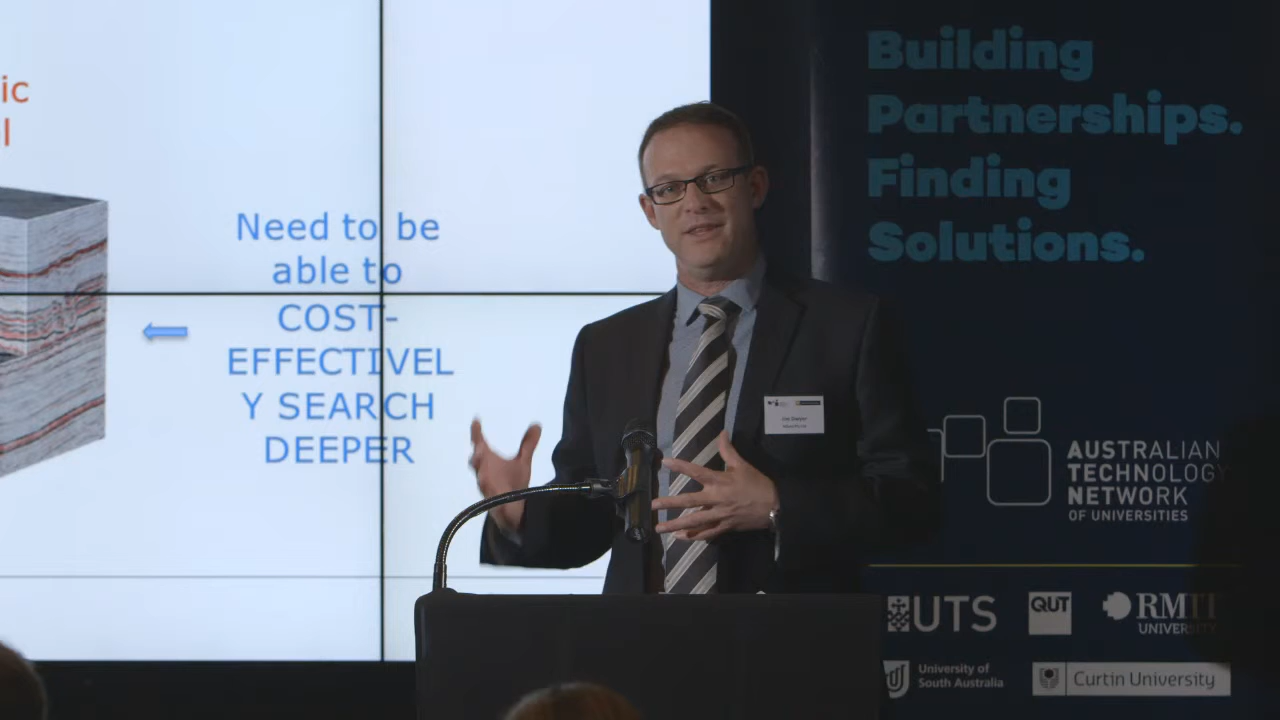 ic
l
Need to be
able to
COST-
EFFECTIVEL
Y SEARCH
DEEPER
Building
Partnerships.
Finding
Solutions.
AUSTRALIAN
TECHNOLOGY
NETWORK
OF UNIVERSITIES
UTS
QUT
RMIT
UNIVERSITY
University of
South Australia
Curtin University